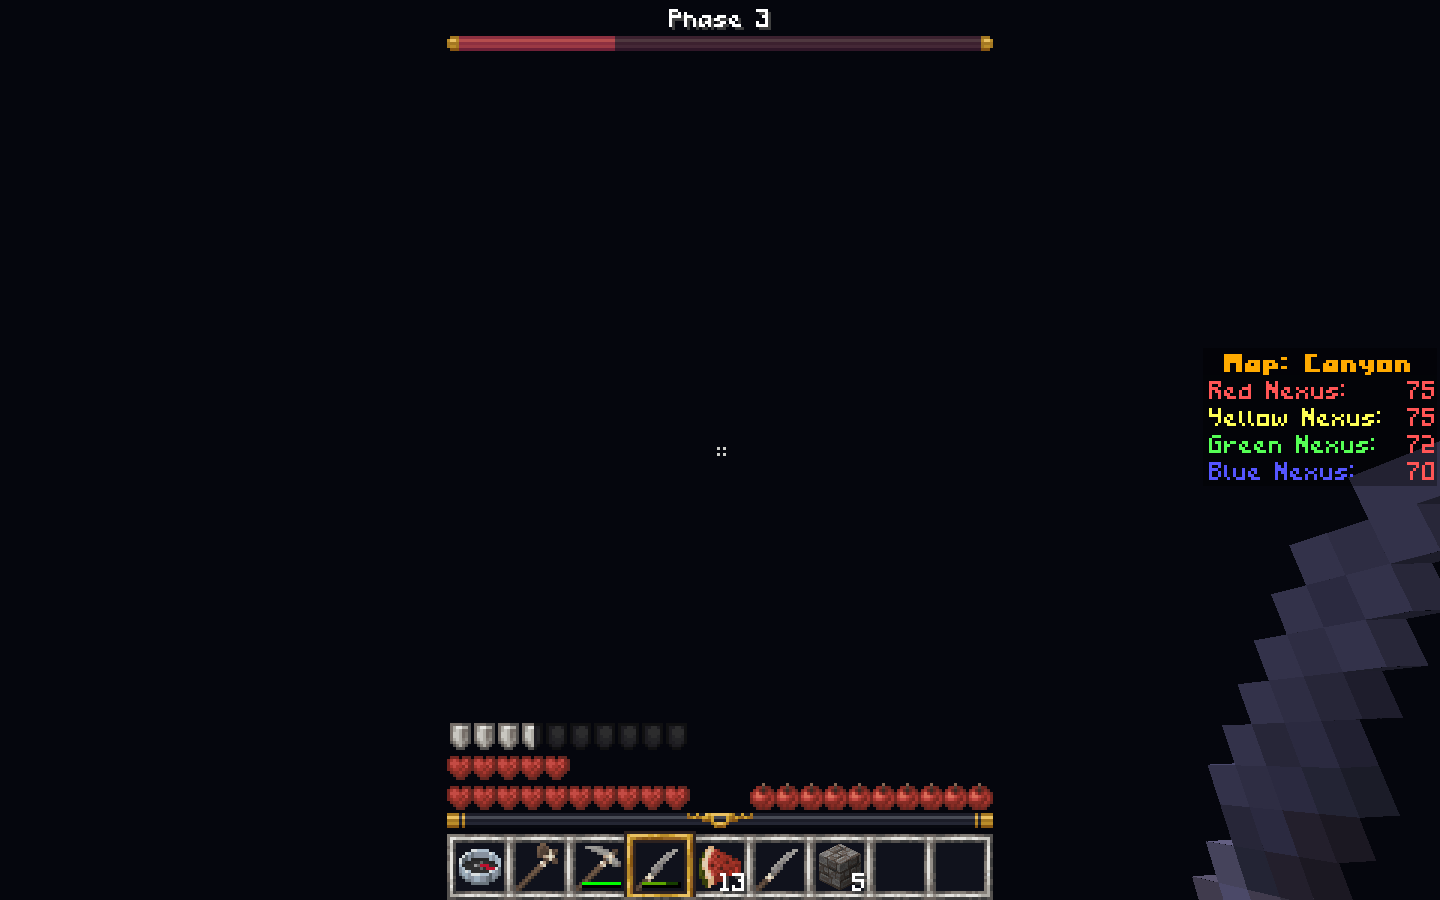 Phase 3
Map: Canyon
Red Nexus: 75
Yellow Nexus: 75
Green Nexus: 72
Blue Nexus: 70
13
5